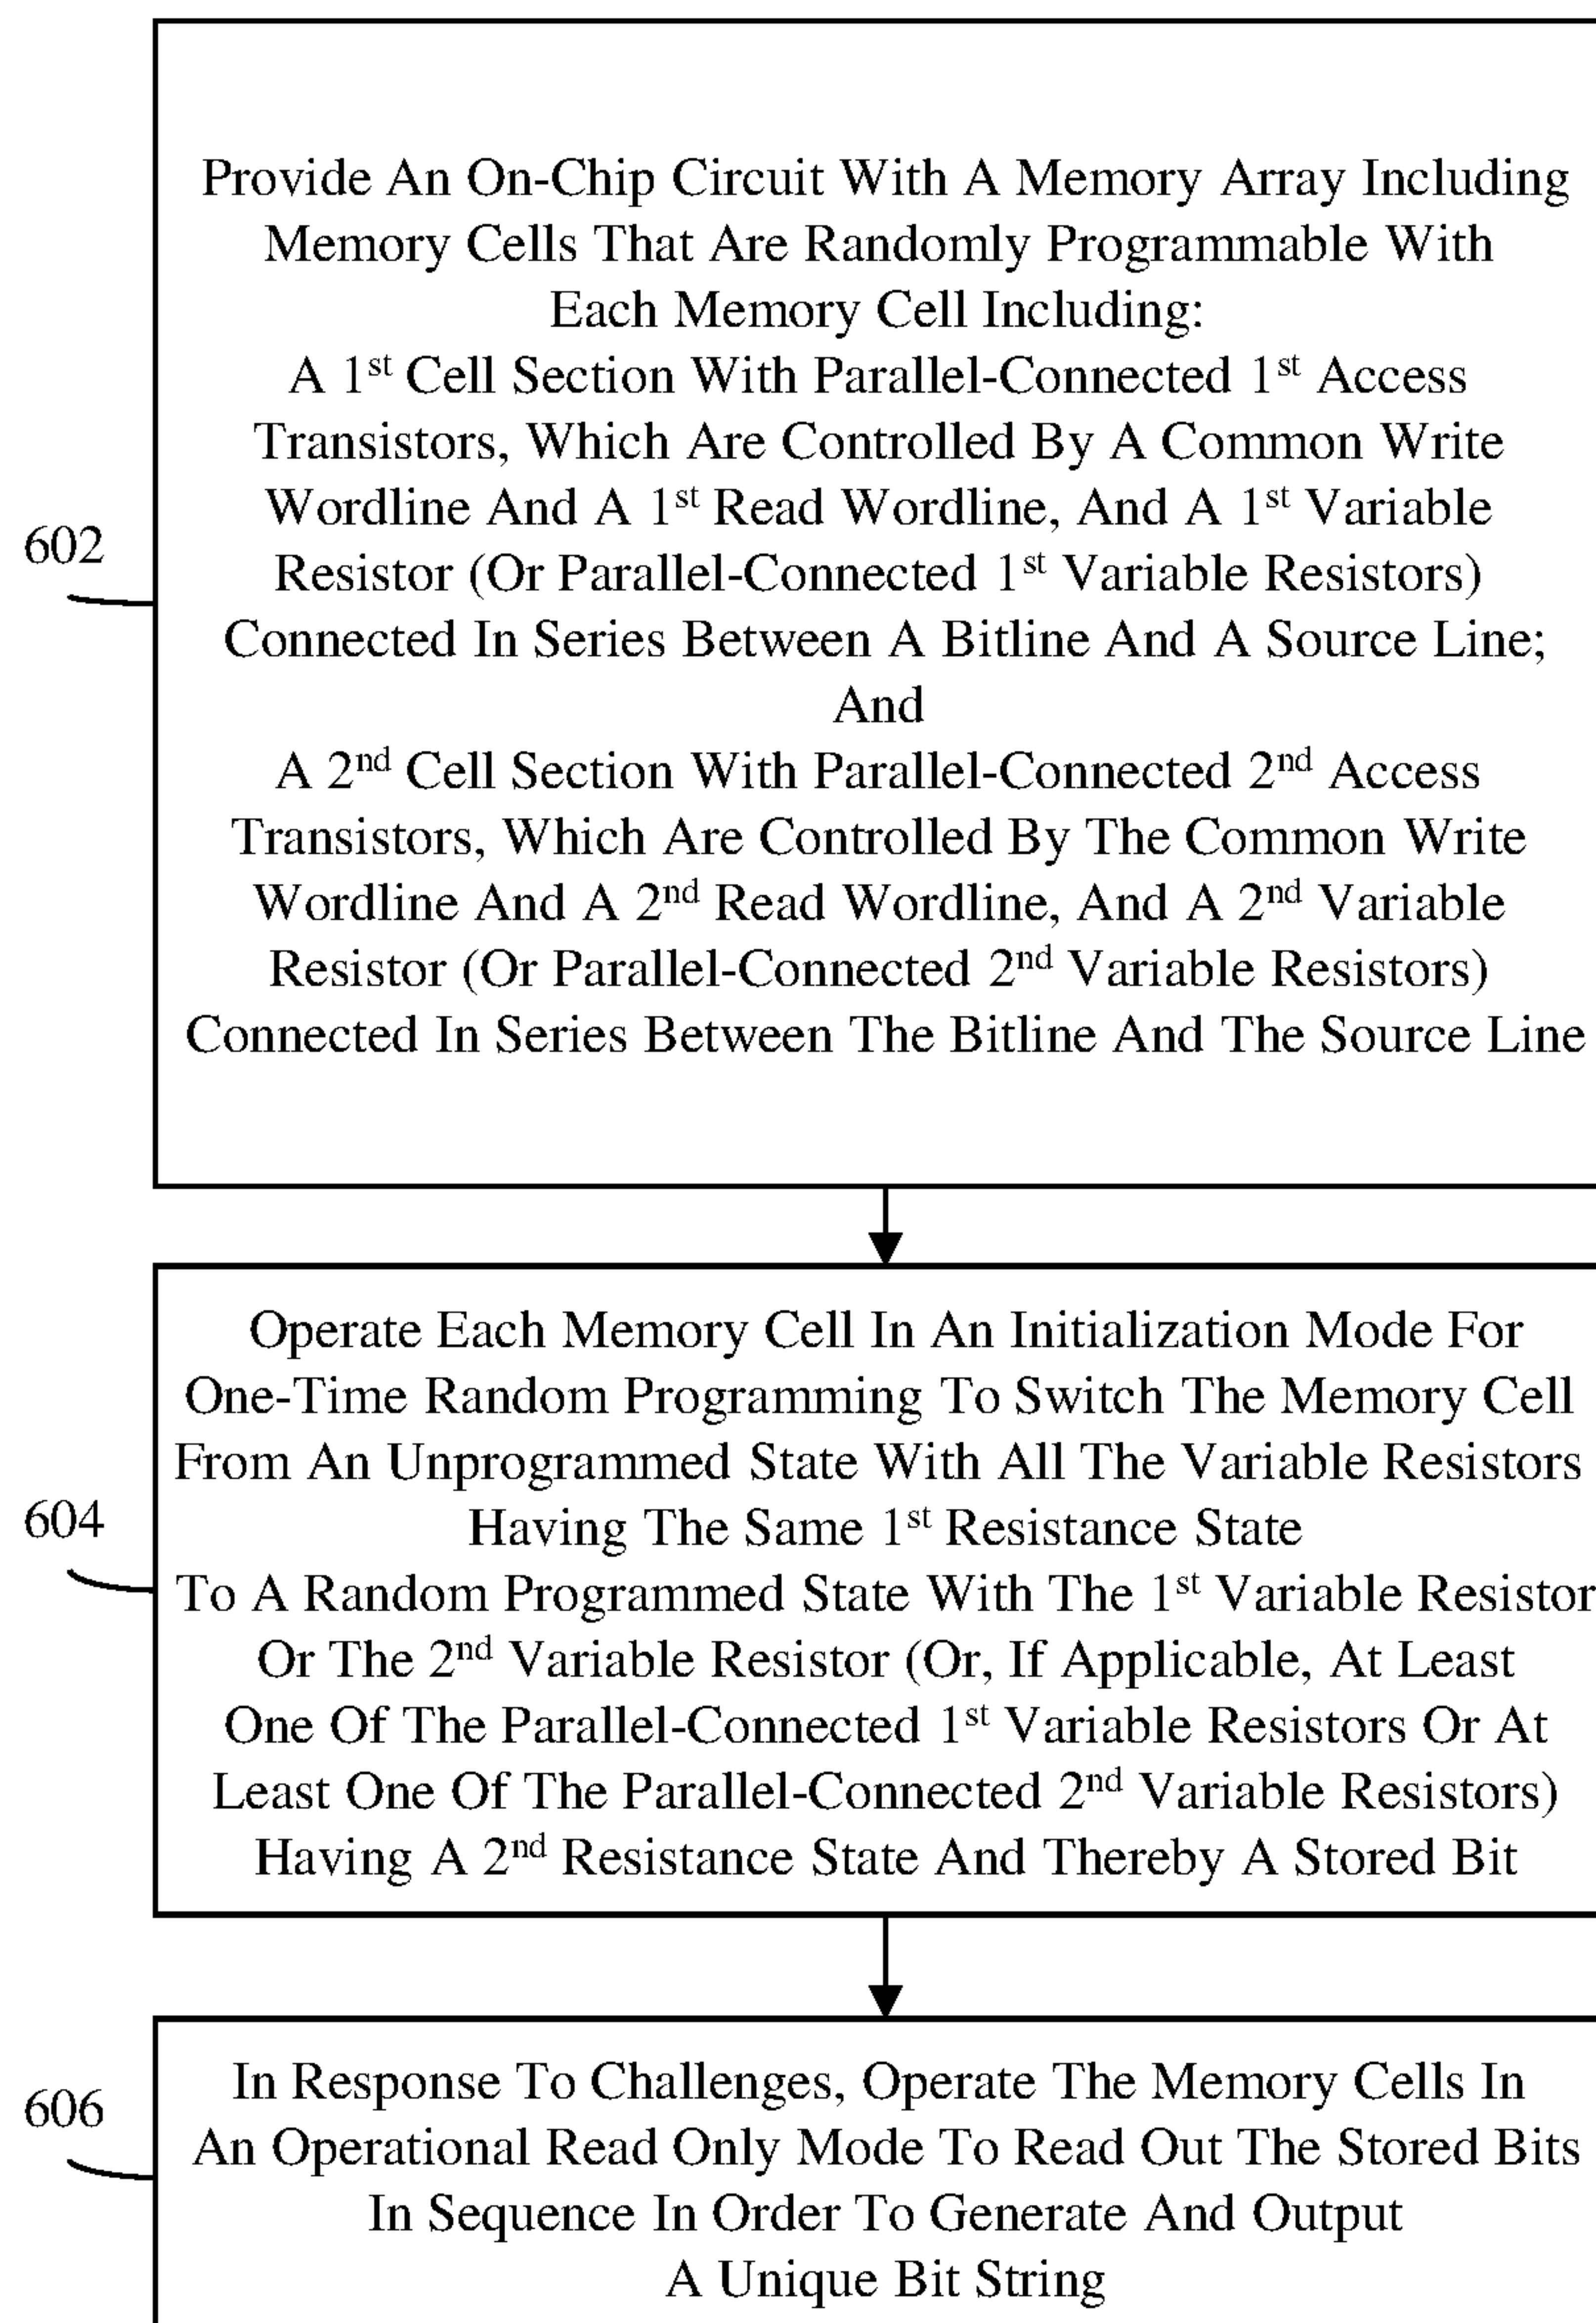 Provide An On-Chip Circuit With A Memory Array Including
Memory Cells That Are Randomly Programmable With
Each Memory Cell Including:
A 1st Cell Section With Parallel-Connected 1st Access
Transistors, Which Are Controlled By A Common Write
Wordline And A 1st Read Wordline, And A 1st Variable
Resistor (Or Parallel-Connected 1st Variable Resistors)
Connected In Series Between A Bitline And A Source Line;
And
A 2nd Cell Section With Parallel-Connected 2nd Access
Transistors, Which Are Controlled By The Common Write
Wordline And A 2nd Read Wordline, And A 2nd Variable
Resistor (Or Parallel-Connected 2nd Variable Resistors)
Connected In Series Between The Bitline And The Source Line
602
Operate Each Memory Cell In An Initialization Mode For
One-Time Random Programming To Switch The Memory Cell
From An Unprogrammed State With All The Variable Resistors
Having The Same 1st Resistance State
To A Random Programmed State With The 1st Variable Resistor
Or The 2nd Variable Resistor (Or, If Applicable, At Least
One Of The Parallel-Connected 1st Variable Resistors Or At
Least One Of The Parallel-Connected 2nd Variable Resistors)
Having A 2nd Resistance State And Thereby A Stored Bit
604
In Response To Challenges, Operate The Memory Cells In
An Operational Read Only Mode To Read Out The Stored Bits
In Sequence In Order To Generate And Output
A Unique Bit String
606